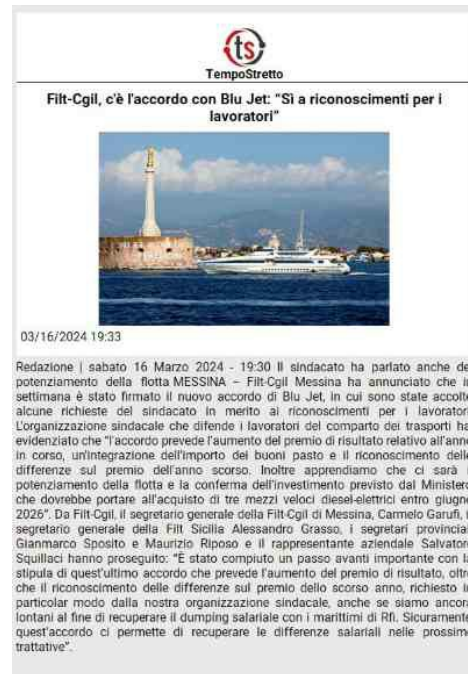 ts
TempoStretto
Filt-Cgil, c'è l'accordo con Blu Jet: “Sì a riconoscimenti per i
lavoratori”
03/16/2024 19:33
Redazione | sabato 16 Marzo 2024 - 19:30 Il sindacato ha parlato anche de
potenziamento della flotta MESSINA – Filt-Cgil Messina ha annunciato che i
settimana è stato firmato il nuovo accordo di Blu Jet, in cui sono state accolt
alcune richieste del sindacato in merito ai riconoscimenti per i lavorator
L'organizzazione sindacale che difende i lavoratori del comparto dei trasporti ha
evidenziato che “l'accordo prevede l'aumento del premio di risultato relativo all'anno
in corso, un'integrazione dell'importo dei buoni pasto e il riconoscimento delle
differenze sul premio dell'anno scorso. Inoltre apprendiamo che ci sarà i
potenziamento della flotta e la conferma dell'investimento previsto dal Ministero
che dovrebbe portare all'acquisto di tre mezzi veloci diesel-elettrici entro giugno
2026”. Da Filt-Cgil, il segretario generale della Filt-Cgil di Messina, Carmelo Garufi, i
segretario generale della Filt Sicilia Alessandro Grasso, i segretari provincial
Gianmarco Sposito e Maurizio Riposo e il rappresentante aziendale Salvatore
Squillaci hanno proseguito: “È stato compiuto un passo avanti importante con la
stipula di quest'ultimo accordo che prevede l'aumento del premio di risultato, oltre
che il riconoscimento delle differenze sul premio dello scorso anno, richiesto in
particolar modo dalla nostra organizzazione sindacale, anche se siamo ancora
lontani al fine di recuperare il dumping salariale con i marittimi di Rfi. Sicuramente
quest'accordo ci permette di recuperare le differenze salariali nelle prossime
trattative”.